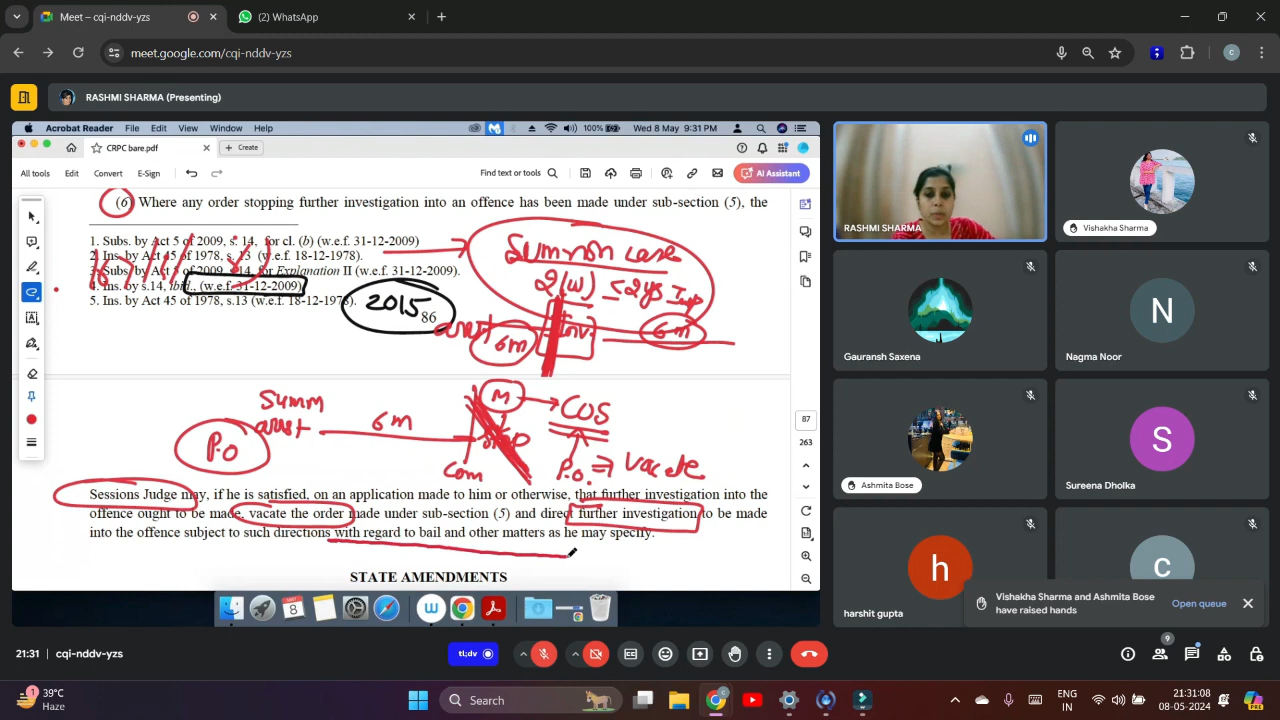 Meet – cqi-nddv-yzs
(2) WhatsApp
meet.google.com/cqi-nddv-yzs
c
RASHMI SHARMA (Presenting)
Acrobat Reader File Edit View Window Help
100% Wed 8 May 9:31 PM
CRPC bare.pdf
+ Create
All tools Edit Convert E-Sign
Find text or tools
AI Assistant
(6) Where any order stopping further investigation into an offence has been made under sub-section (5), the
1. Subs. by Act 5 of 2009, s. 14, for cl. (b) (w.e.f. 31-12-2009)
2. Ins by Act 45 of 1978, s. 13 (w.e.f. 18-12-1978).
3. Subs. by Act 5 of 2009, s. 14, for Explanation II (w.e.f. 31-12-2009).
4. Ins. by s.14, ibid., (w.e.f. 31-12-2009)
5. Ins. by Act 45 of 1978, s.13 (w.e.f. 18-12-1978).
Summon case
2(w) ≤ 2ys Imp
2015
86
arrest
6m
Inv.
6m
Summ
arrest
6m
M
COS
P.O
Stop
Com
P.O. ⇒ Vacate
Sessions Judge may, if he is satisfied, on an application made to him or otherwise, that further investigation into the
offence ought to be made, vacate the order made under sub-section (5) and direct further investigation to be made
into the offence subject to such directions with regard to bail and other matters as he may specify.
STATE AMENDMENTS
87
263
RASHMI SHARMA
Vishakha Sharma
Gauransh Saxena
N
Nagma Noor
Ashmita Bose
S
Sureena Dholka
h
harshit gupta
c
Vishakha Sharma and Ashmita Bose
have raised hands
Open queue
8
W
21:31 cqi-nddv-yzs
tl;dv
9
1
39°C
Haze
Search
ENG
IN
21:31:08
08-05-2024